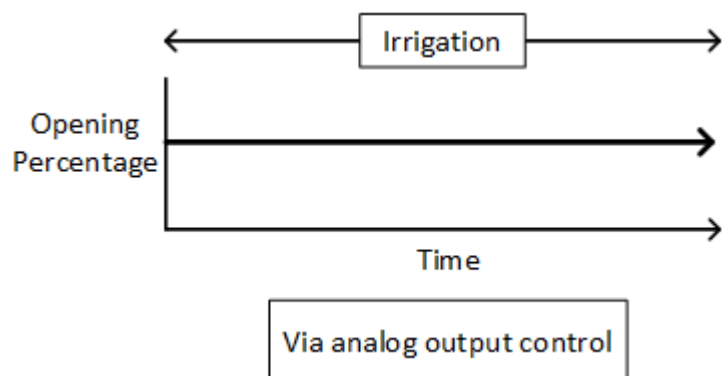 Irrigation
Opening
Percentage
Time
Via analog output control